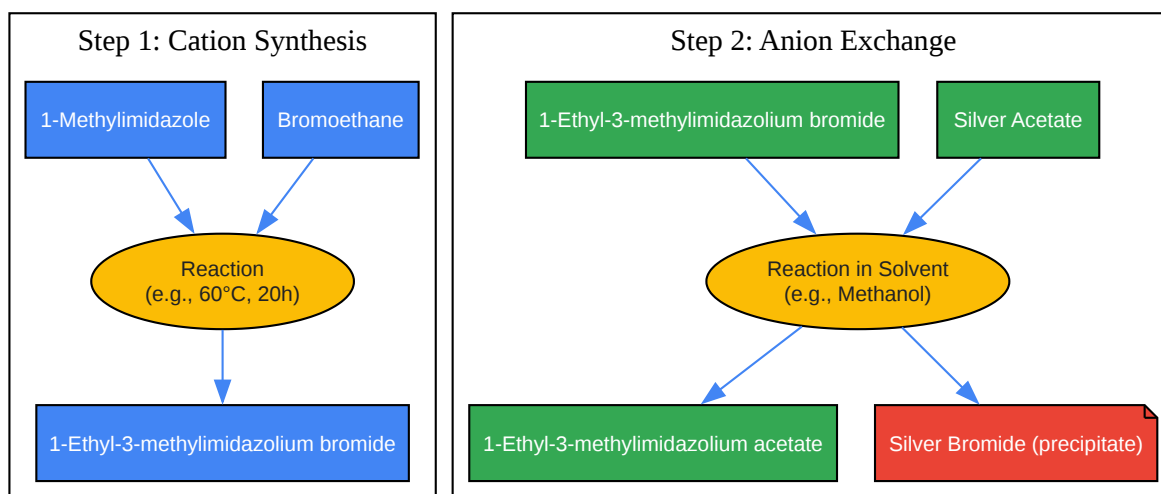 Step 1: Cation Synthesis
1-Methylimidazole
Bromoethane
Reaction
(e.g., 60°C, 20h)
1-Ethyl-3-methylimidazolium bromide
Step 2: Anion Exchange
1-Ethyl-3-methylimidazolium bromide
Silver Acetate
Reaction in Solvent
(e.g., Methanol)
1-Ethyl-3-methylimidazolium acetate
Silver Bromide (precipitate)